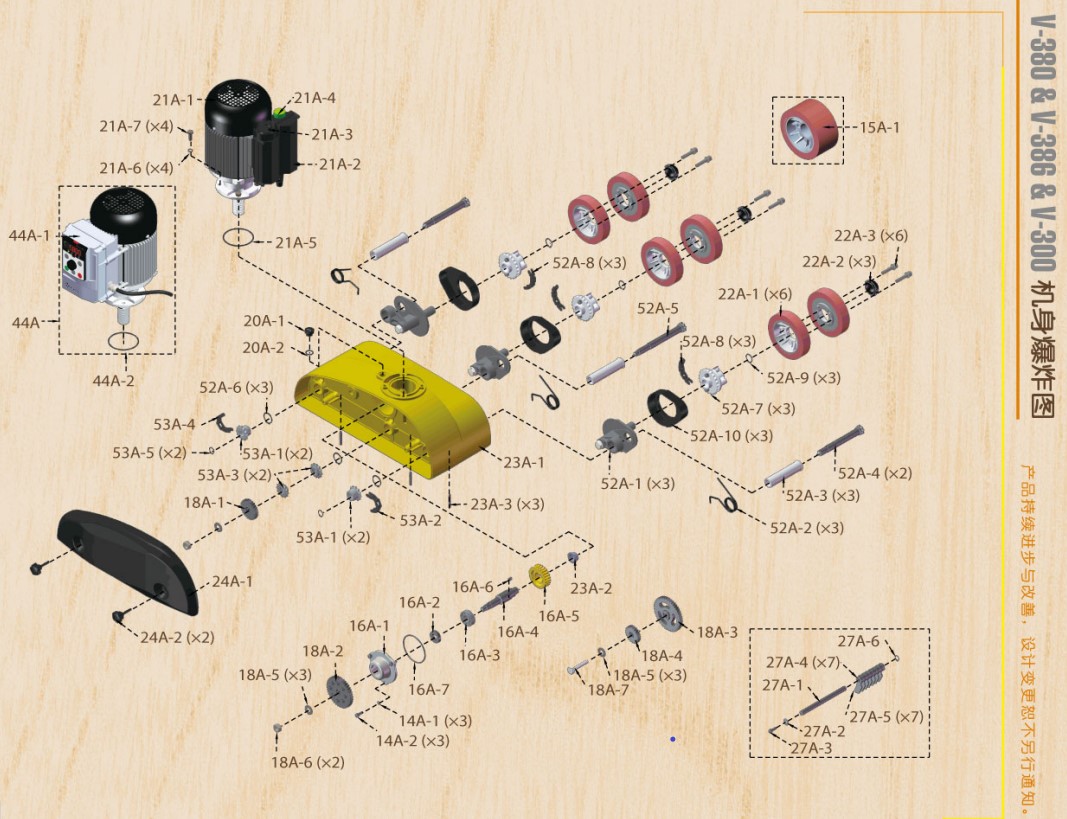 V-380 & V-386 & V-300 机身爆炸图
产品持续进步与改善，设计变更恕不另行通知。
21A-1
21A-4
21A-7 (×4)
21A-3
21A-6 (×4)
21A-2
15A-1
44A-1
21A-5
44A
44A-2
52A-8 (×3)
22A-3 (×6)
22A-2 (×3)
22A-1 (×6)
52A-5
20A-1
20A-2
52A-8 (×3)
52A-9 (×3)
52A-6 (×3)
52A-7 (×3)
53A-4
52A-10 (×3)
53A-5 (×2)
53A-1(×2)
23A-1
53A-3 (×2)
52A-1 (×3)
52A-4 (×2)
18A-1
23A-3 (×3)
52A-3 (×3)
53A-2
52A-2 (×3)
53A-1 (×2)
24A-1
16A-6
23A-2
16A-2
16A-5
24A-2 (×2)
16A-1
16A-4
18A-3
18A-2
16A-3
18A-4
27A-6
18A-5 (×3)
16A-7
18A-5 (×3)
27A-4 (×7)
18A-7
27A-1
14A-1 (×3)
27A-5 (×7)
14A-2 (×3)
27A-2
27A-3
18A-6 (×2)